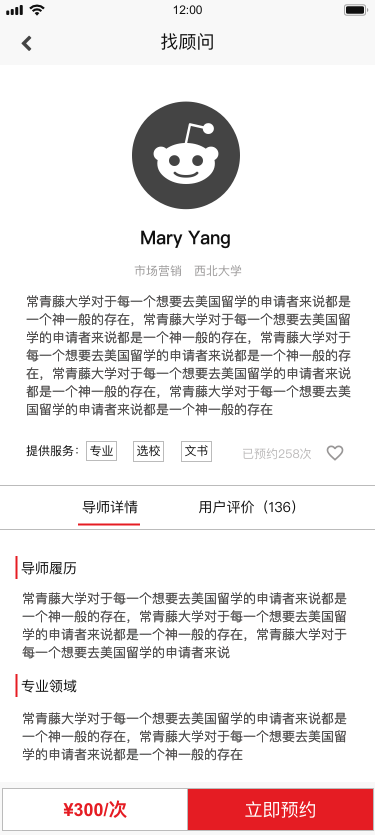 12:00
找顾问
Mary Yang
市场营销 西北大学
常青藤大学对于每一个想要去美国留学的申请者来说都是
一个神一般的存在，常青藤大学对于每一个想要去美国留
学的申请者来说都是一个神一般的存在，常青藤大学对于
每一个想要去美国留学的申请者来说都是一个神一般的存
在，常青藤大学对于每一个想要去美国留学的申请者来说
都是一个神一般的存在，常青藤大学对于每一个想要去美
国留学的申请者来说都是一个神一般的存在
提供服务： 专业 选校 文书 已预约258次
导师详情 用户评价（136）
导师履历
常青藤大学对于每一个想要去美国留学的申请者来说都是
一个神一般的存在，常青藤大学对于每一个想要去美国留
学的申请者来说都是一个神一般的存在，常青藤大学对于
每一个想要去美国留学的申请者来说
专业领域
常青藤大学对于每一个想要去美国留学的申请者来说都是
一个神一般的存在，常青藤大学对于每一个想要去美国留
学的申请者来说都是一个神一般的存在
¥300/次 立即预约